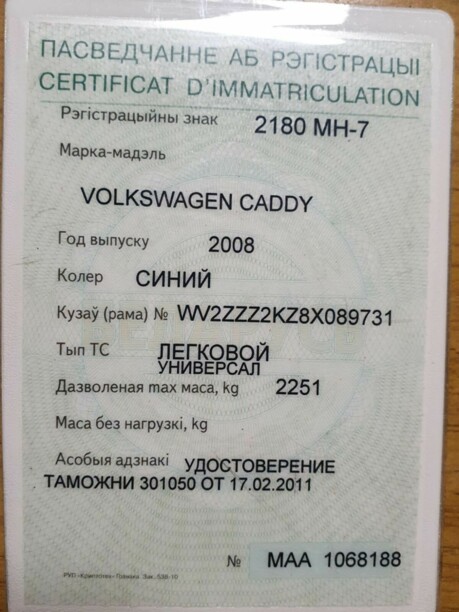 ПАСВЕДЧАННЕ АБ РЭГІСТРАЦЫІ
CERTIFICAT D'IMMATRICULATION
Рэгістрацыйны знак 2180 МН-7
Марка-мадэль
VOLKSWAGEN CADDY
Год выпуску 2008
Колер СИНИЙ
Кузаў (рама) № WV2ZZZ2KZ8X089731
Тып ТС ЛЕГКОВОЙ
УНИВЕРСАЛ
Дазволеная max маса, kg 2251
Маса без нагрузкі, kg
Асобыя адзнакі УДОСТОВЕРЕНИЕ
ТАМОЖНИ 301050 ОТ 17.02.2011
№ МАА 1068188